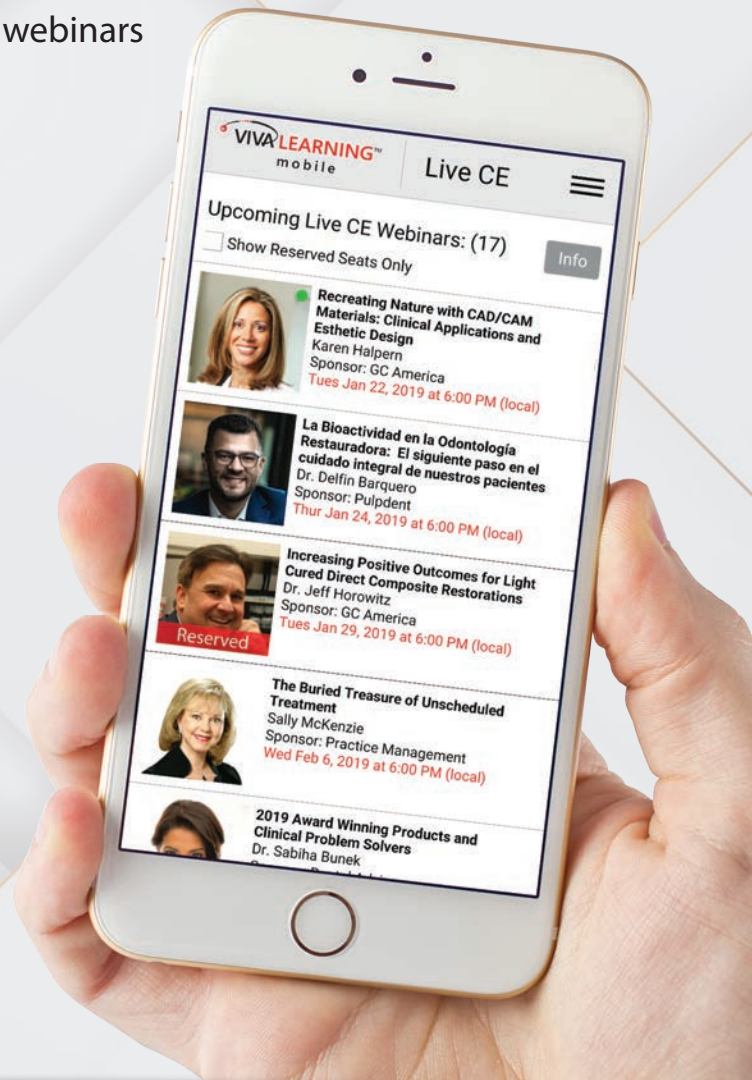 webinars
VIVALEARNING™
mobile
Live CE
Upcoming Live CE Webinars: (17)
Info
Show Reserved Seats Only
Recreating Nature with CAD/CAM
Materials: Clinical Applications and
Esthetic Design
Karen Halpern
Sponsor: GC America
Tues Jan 22, 2019 at 6:00 PM (local)
La Bioactividad en la Odontología
Restauradora: El siguiente paso en el
cuidado integral de nuestros pacientes
Dr. Delfin Barquero
Sponsor: Pulpdent
Thur Jan 24, 2019 at 6:00 PM (local)
Increasing Positive Outcomes for Light
Cured Direct Composite Restorations
Dr. Jeff Horowitz
Sponsor: GC America
Tues Jan 29, 2019 at 6:00 PM (local)
Reserved
The Buried Treasure of Unscheduled
Treatment
Sally McKenzie
Sponsor: Practice Management
Wed Feb 6, 2019 at 6:00 PM (local)
2019 Award Winning Products and
Clinical Problem Solvers
Dr. Sabiha Bunek